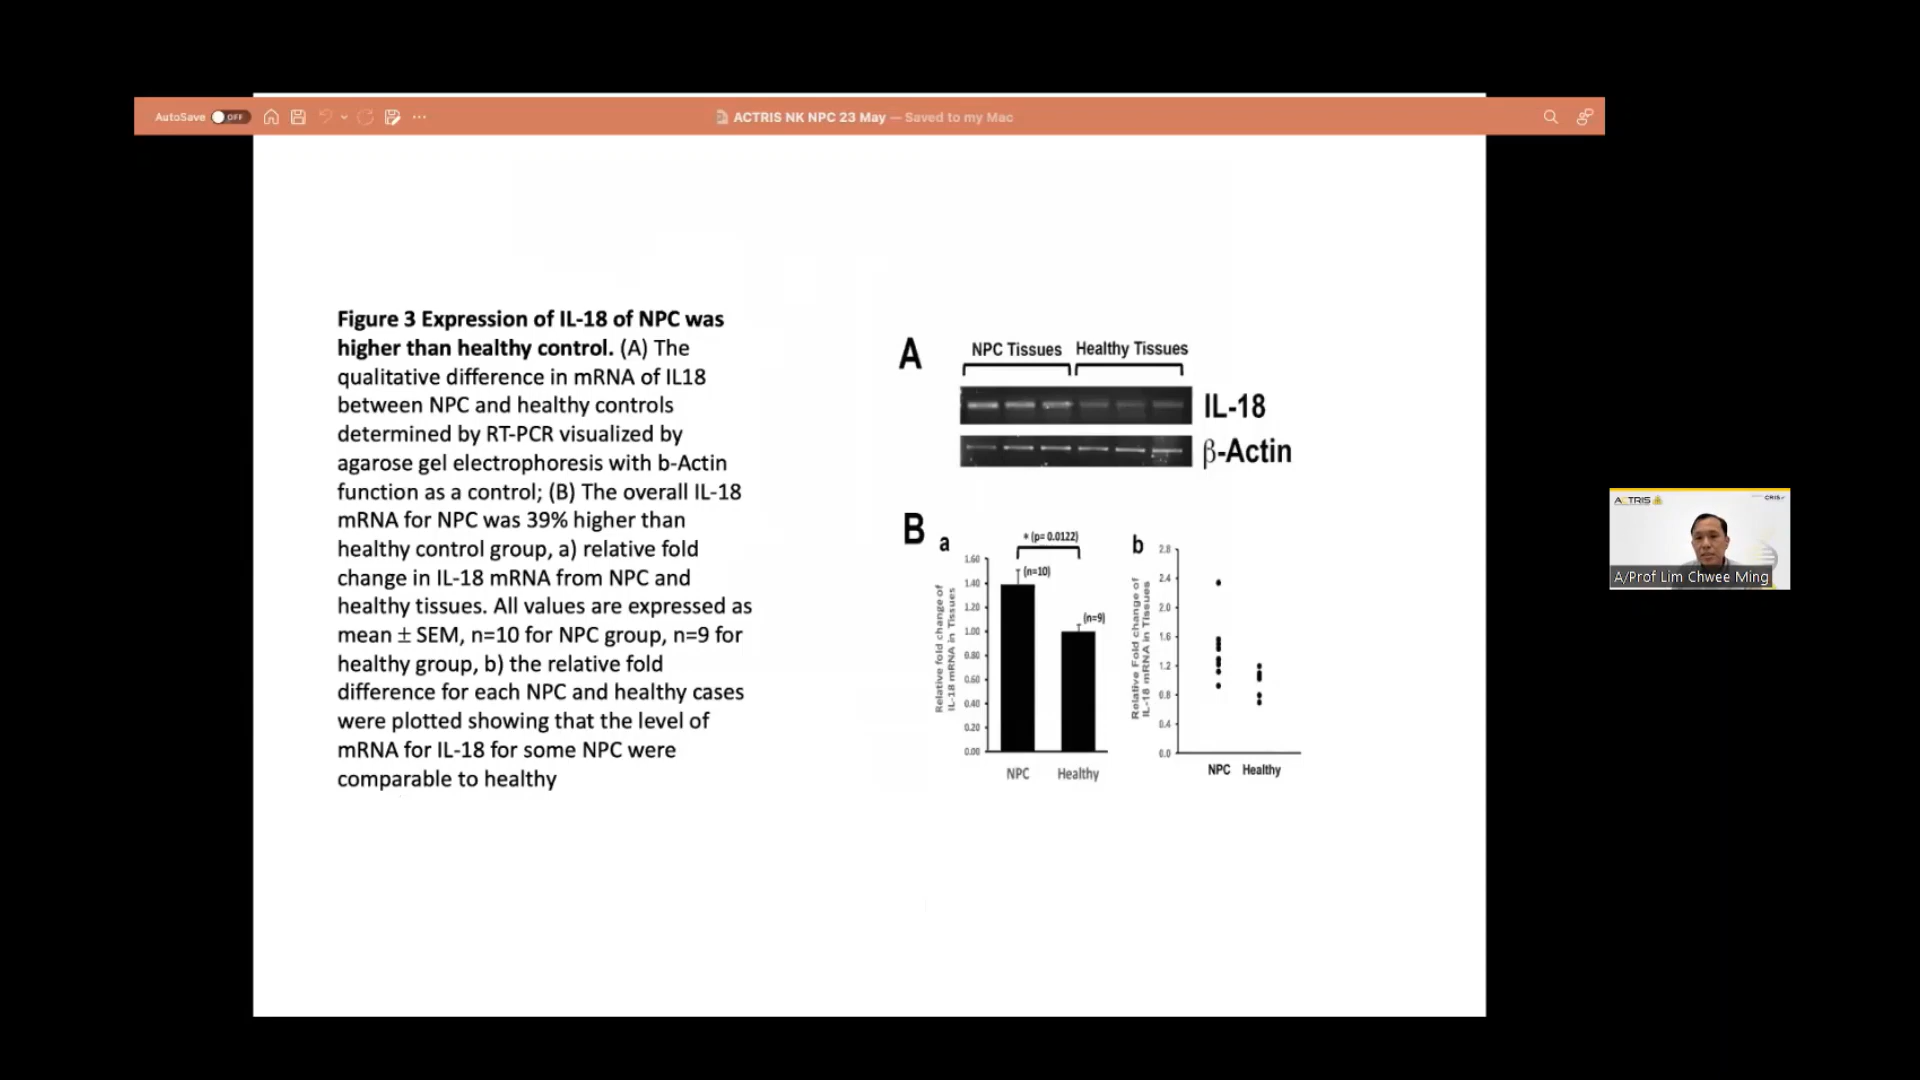 AutoSave OFF
ACTRIS NK NPC 23 May — Saved to my Mac
Figure 3 Expression of IL-18 of NPC was
higher than healthy control. (A) The
qualitative difference in mRNA of IL18
between NPC and healthy controls
determined by RT-PCR visualized by
agarose gel electrophoresis with b-Actin
function as a control; (B) The overall IL-18
mRNA for NPC was 39% higher than
healthy control group, a) relative fold
change in IL-18 mRNA from NPC and
healthy tissues. All values are expressed as
mean ± SEM, n=10 for NPC group, n=9 for
healthy group, b) the relative fold
difference for each NPC and healthy cases
were plotted showing that the level of
mRNA for IL-18 for some NPC were
comparable to healthy
A
NPC Tissues Healthy Tissues
IL-18
β-Actin
B
a
* (p= 0.0122)
(n=10)
(n=9)
Relative fold change of
IL-18 mRNA in Tissues
1.60
1.40
1.20
1.00
0.80
0.60
0.40
0.20
0.00
NPC Healthy
b
Relative Fold change of
IL-18 mRNA in Tissues
2.8
2.4
2.0
1.6
1.2
0.8
0.4
0.0
NPC Healthy
ACTRIS
CRIS
A/Prof Lim Chwee Ming